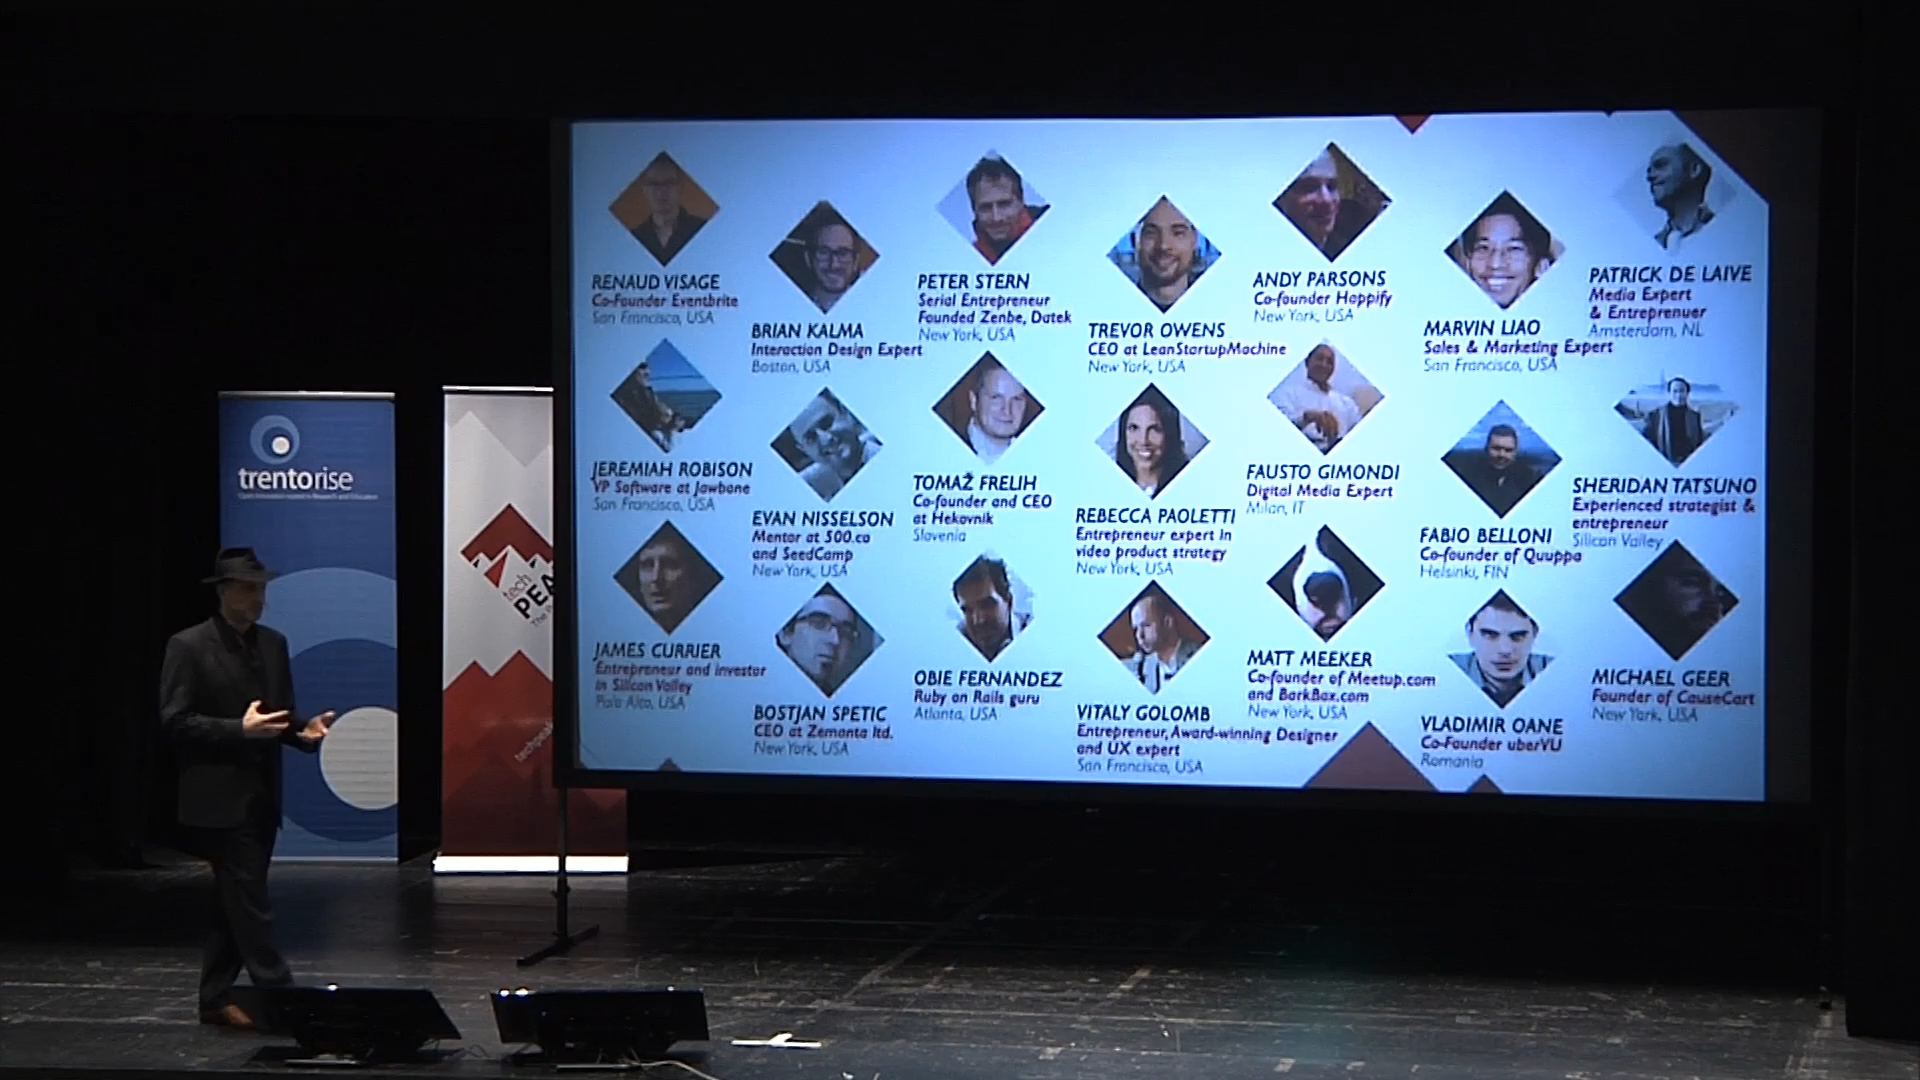 trentorise
tech
PEA
techpeak
RENAUD VISAGE
Co-Founder Eventbrite
San Francisco, USA
BRIAN KALMA
Interaction Design Expert
Boston, USA
PETER STERN
Serial Entrepreneur
Founded Zenbe, Datek
New York, USA
TREVOR OWENS
CEO at LeanStartupMachine
New York, USA
ANDY PARSONS
Co-founder Happify
New York, USA
MARVIN LIAO
Sales & Marketing Expert
San Francisco, USA
PATRICK DE LAIVE
Media Expert
& Entreprenuer
Amsterdam, NL
JEREMIAH ROBISON
VP Software at Jawbone
San Francisco, USA
EVAN NISSELSON
Mentor at 500.co
and SeedCamp
New York, USA
TOMAŽ FRELIH
Co-founder and CEO
at Hekovnik
Slovenia
REBECCA PAOLETTI
Entrepreneur expert in
video product strategy
New York, USA
FAUSTO GIMONDI
Digital Media Expert
Milan, IT
FABIO BELLONI
Co-founder of Quuppa
Helsinki, FIN
SHERIDAN TATSUNO
Experienced strategist &
entrepreneur
Silicon Valley
JAMES CURRIER
Entrepreneur and investor
in Silicon Valley
Palo Alto, USA
BOSTJAN SPETIC
CEO at Zemanta ltd.
New York, USA
OBIE FERNANDEZ
Ruby on Rails guru
Atlanta, USA
VITALY GOLOMB
Entrepreneur, Award-winning Designer
and UX expert
San Francisco, USA
MATT MEEKER
Co-founder of Meetup.com
and BarkBox.com
New York, USA
VLADIMIR OANE
Co-Founder uberVU
Romania
MICHAEL GEER
Founder of CauseCart
New York, USA